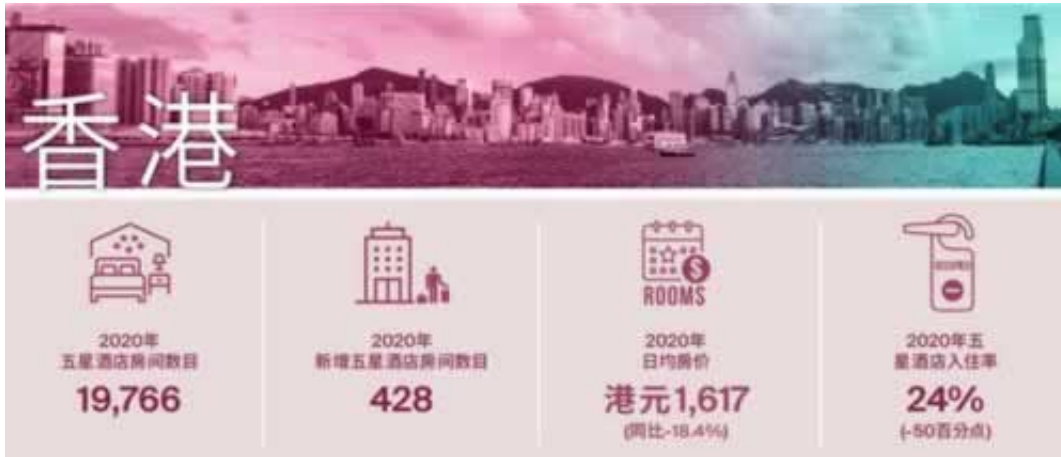 香港
ROOMS
2020年
五星酒店房间数目
19,766
2020年
新增五星酒店房间数目
428
2020年
日均房价
港元1,617
(同比-18.4%)
2020年五
星酒店入住率
24%
(-50百分点)